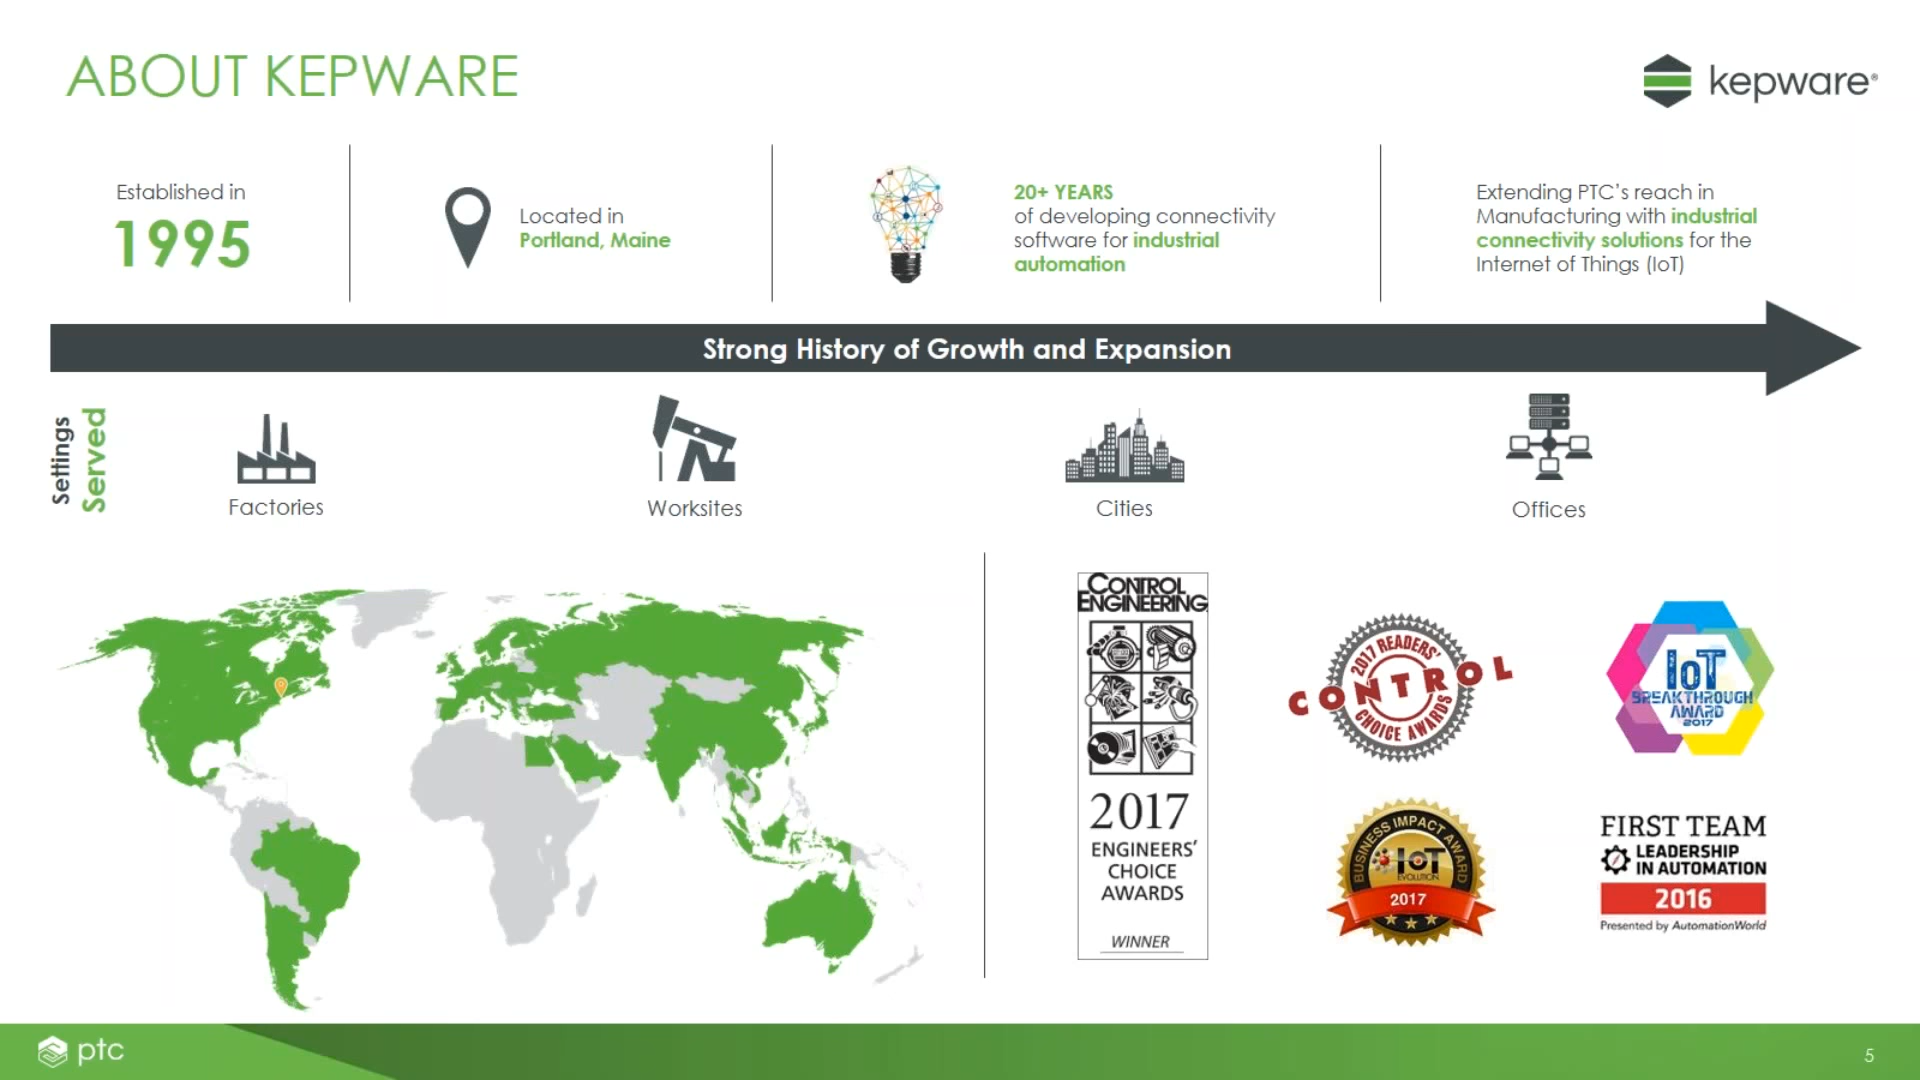 ABOUT KEPWARE
kepware®
Established in
1995
Located in
Portland, Maine
20+ YEARS
of developing connectivity
software for industrial
automation
Extending PTC's reach in
Manufacturing with industrial
connectivity solutions for the
Internet of Things (IoT)
Strong History of Growth and Expansion
Settings
Served
Factories
Worksites
Cities
Offices
CONTROL
ENGINEERING
2017
ENGINEERS'
CHOICE
AWARDS
WINNER
2017 READERS'
CONTROL
CHOICE AWARDS
IoT
BREAKTHROUGH
AWARD
2017
BUSINESS IMPACT AWARD
IoT
EVOLUTION
2017
FIRST TEAM
LEADERSHIP
IN AUTOMATION
2016
Presented by AutomationWorld
ptc
5